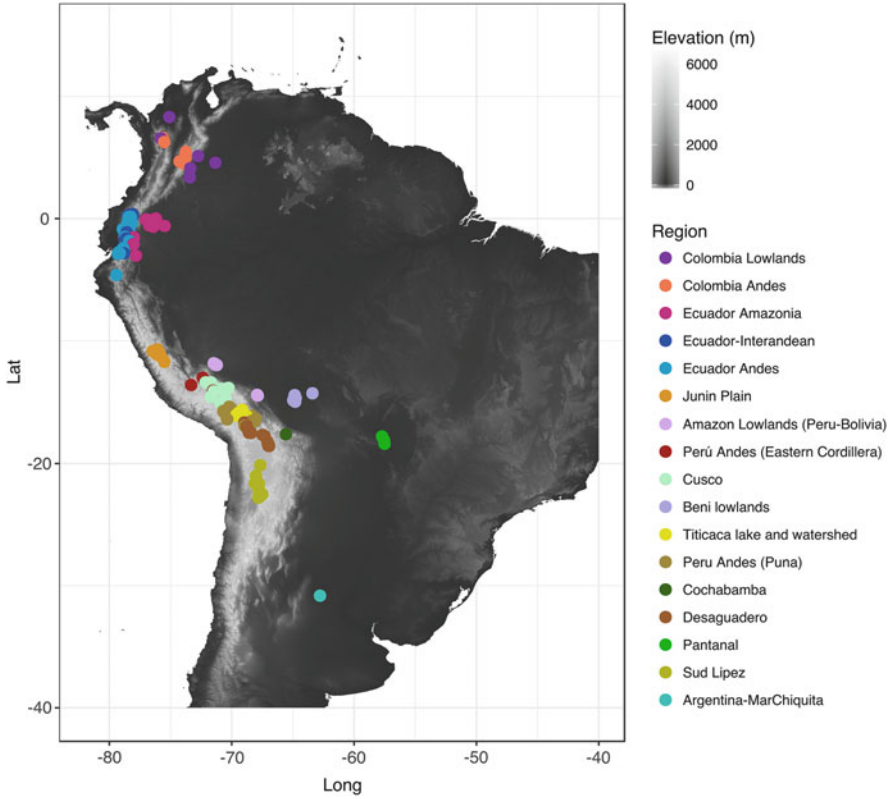 Elevation (m)
6000
4000
2000
0
Region
Colombia Lowlands
Colombia Andes
Ecuador Amazonia
Ecuador-Interandean
Ecuador Andes
Junin Plain
Amazon Lowlands (Peru-Bolivia)
Perú Andes (Eastern Cordillera)
Cusco
Beni lowlands
Titicaca lake and watershed
Peru Andes (Puna)
Cochabamba
Desaguadero
Pantanal
Sud Lipez
Argentina-MarChiquita
Lat
0
-20
-40
-80
-70
-60
-50
-40
Long